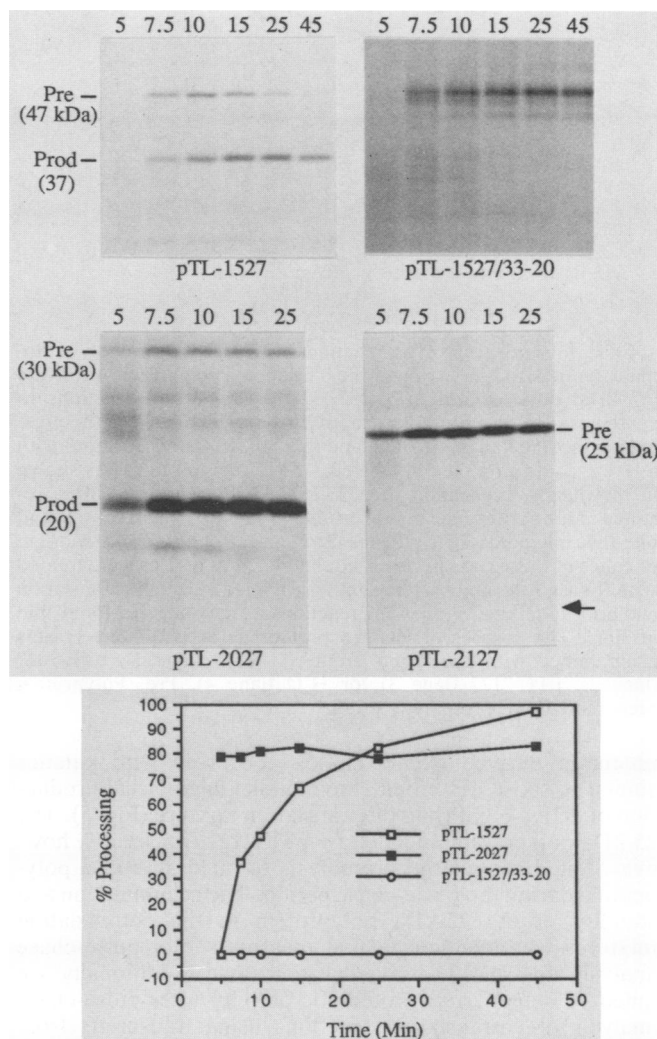 5 7.5 10 15 25 45
5 7.5 10 15 25 45
Pre
(47 kDa)
Prod
(37)
pTL-1527
pTL-1527/33-20
5 7.5 10 15 25
5 7.5 10 15 25
Pre
(30 kDa)
Pre
(25 kDa)
Prod
(20)
pTL-2027
pTL-2127
100
90
80
70
60
50
40
30
20
10
0
-10
% Processing
pTL-1527
pTL-2027
pTL-1527/33-20
0 10 20 30 40 50
Time (Min)